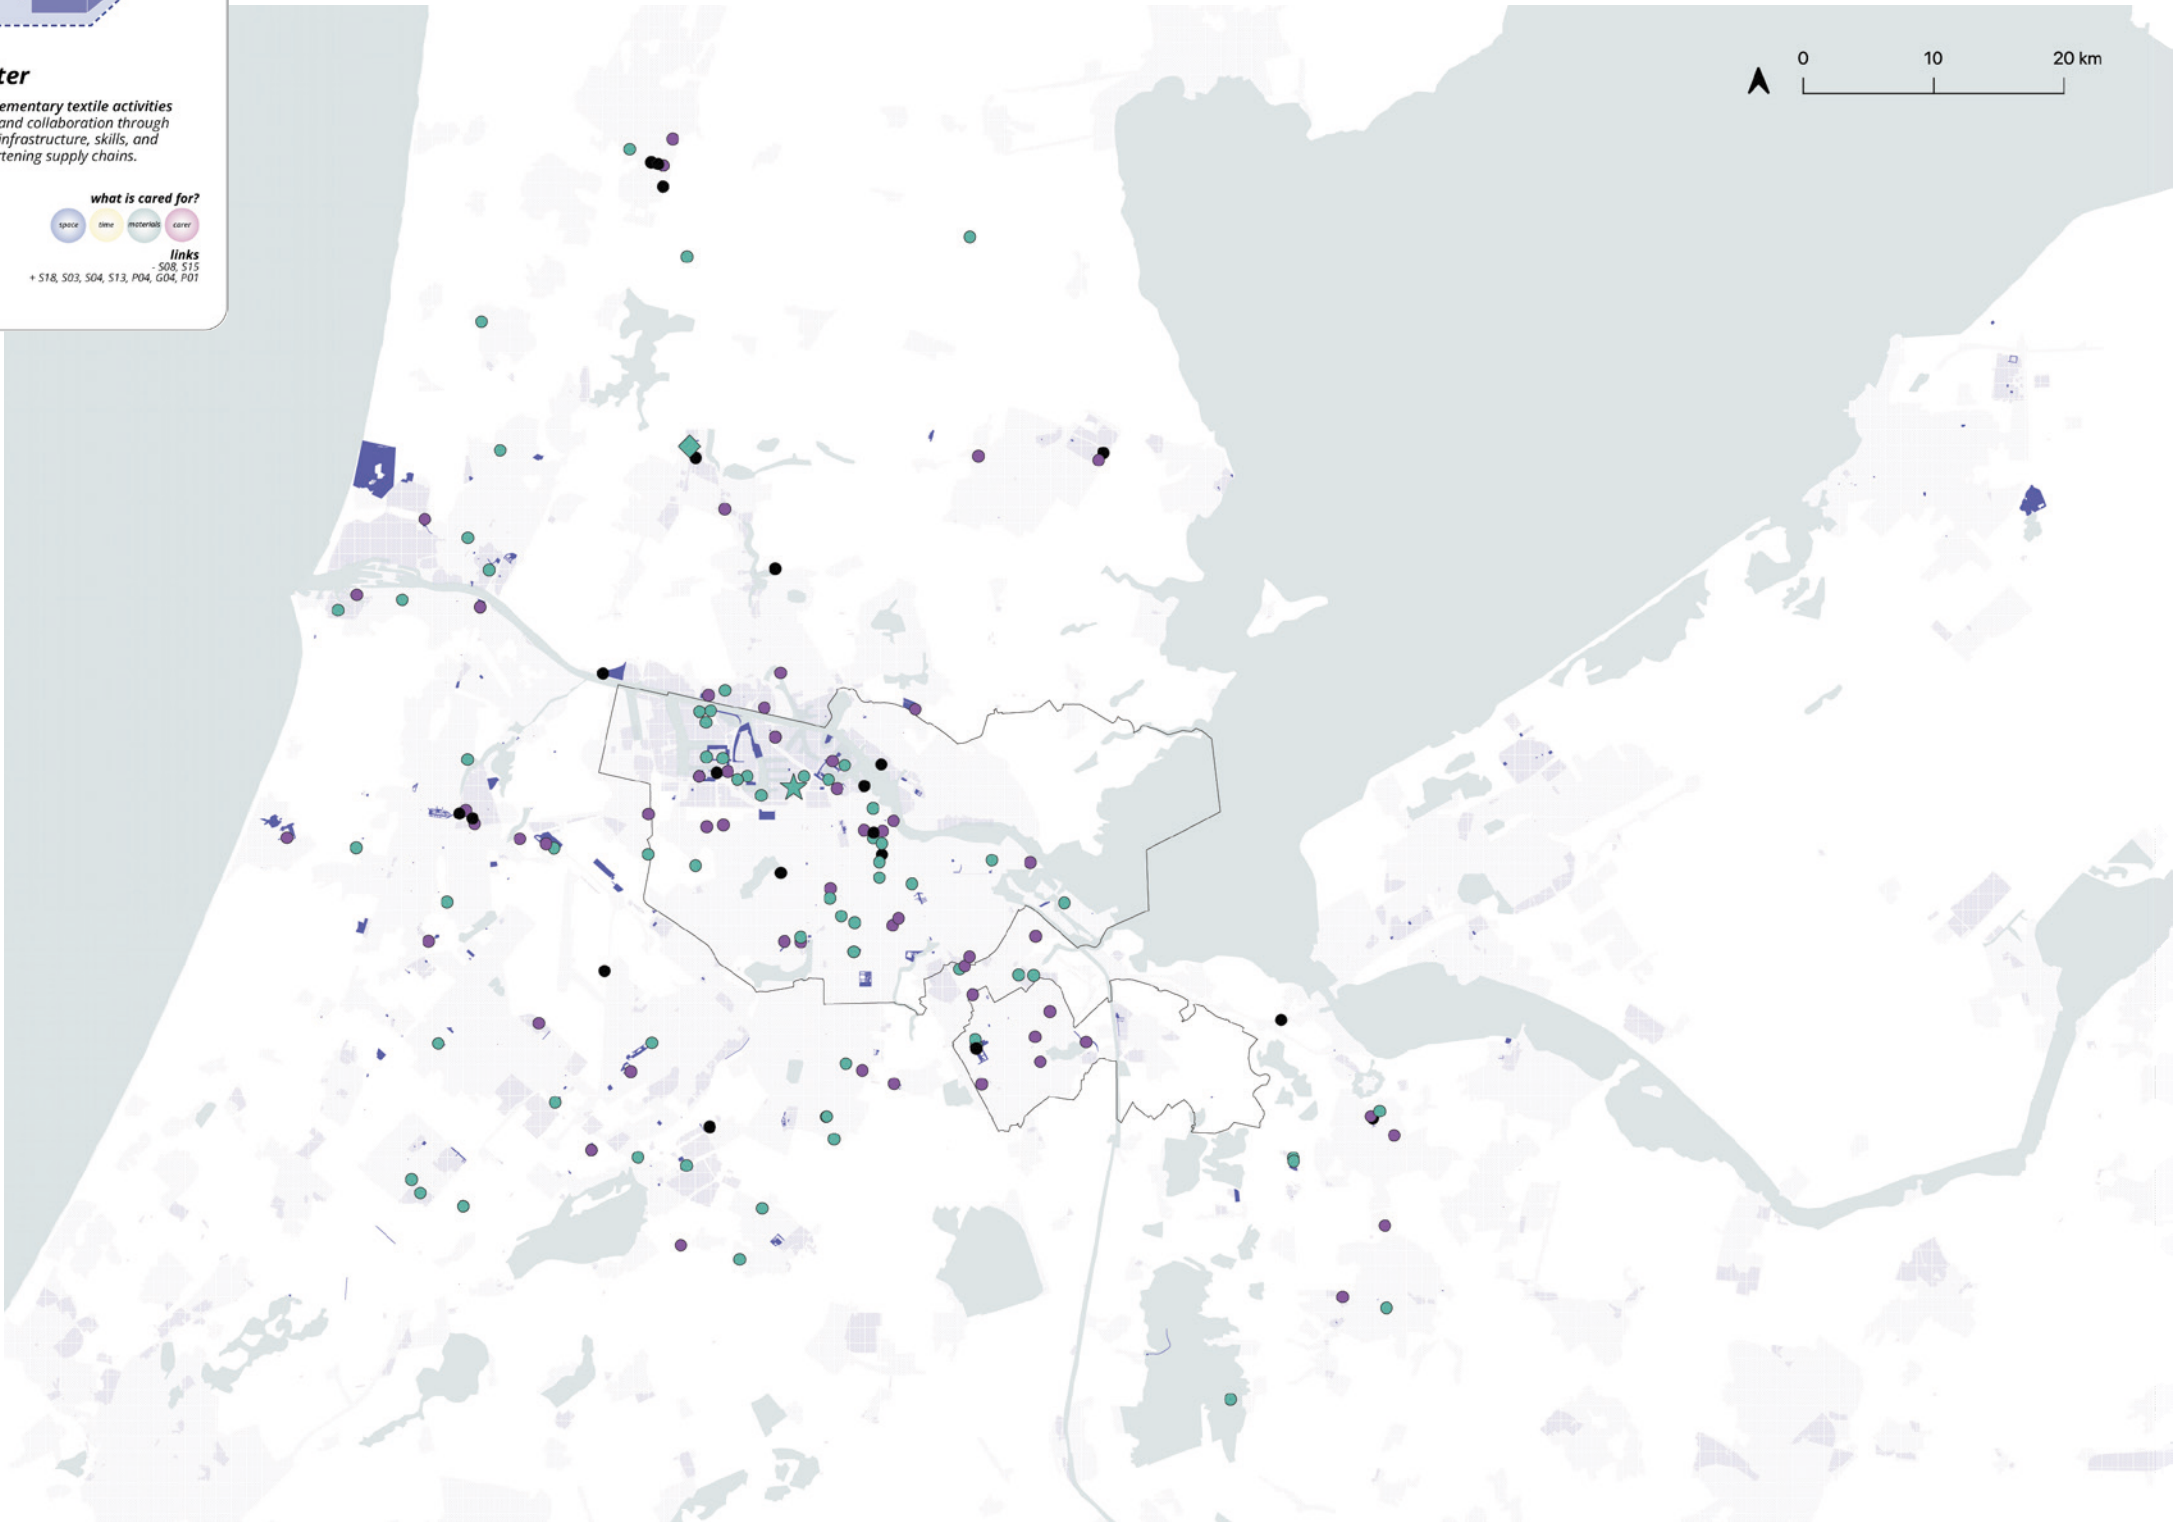 ter
ementary textile activities
and collaboration through
infrastructure, skills, and
tening supply chains.
what is cared for?
space time materials carer
links
- S08, S15
+ S18, S03, S04, S13, P04, G04, P01
0 10 20 km